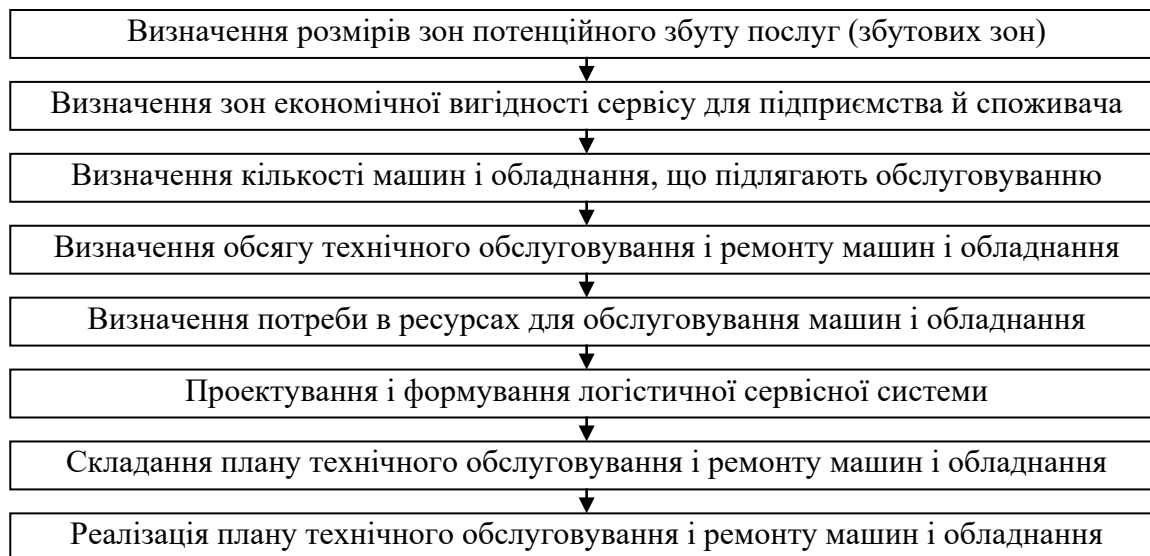 Визначення розмірів зон потенційного збуту послуг (збутових зон)
Визначення зон економічної вигідності сервісу для підприємства й споживача
Визначення кількості машин і обладнання, що підлягають обслуговуванню
Визначення обсягу технічного обслуговування і ремонту машин і обладнання
Визначення потреби в ресурсах для обслуговування машин і обладнання
Проектування і формування логістичної сервісної системи
Складання плану технічного обслуговування і ремонту машин і обладнання
Реалізація плану технічного обслуговування і ремонту машин і обладнання